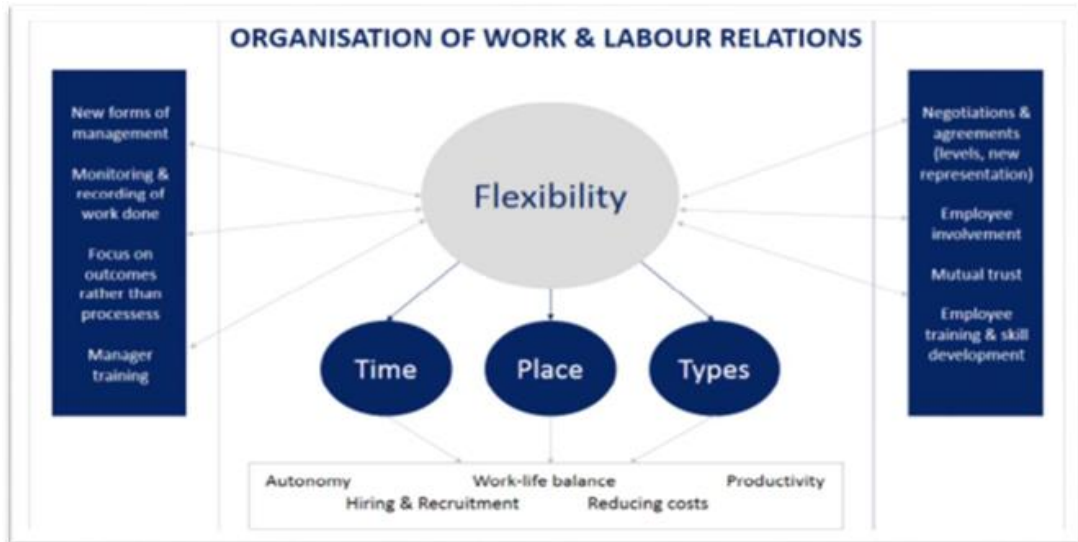 ORGANISATION OF WORK & LABOUR RELATIONS
New forms of
management
Monitoring &
recording of
work done
Focus on
outcomes
rather than
processess
Manager
training
Flexibility
Time
Place
Types
Autonomy
Work-life balance
Productivity
Hiring & Recruitment
Reducing costs
Negotiations &
agreements
(levels, new
representation)
Employee
involvement
Mutual trust
Employee
training & skill
development